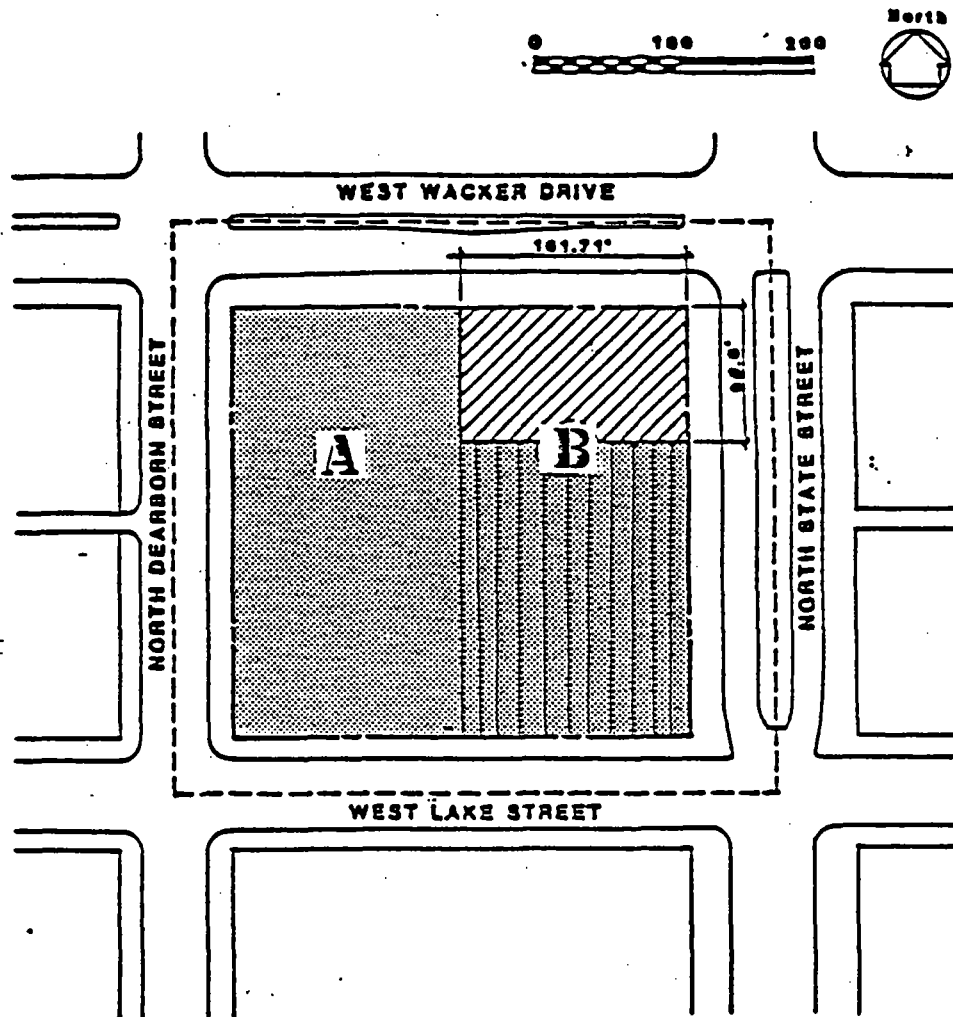 North
0 100 200
WEST WACKER DRIVE
161.71'
NORTH DEARBORN STREET
A
B
NORTH STATE STREET
WEST LAKE STREET